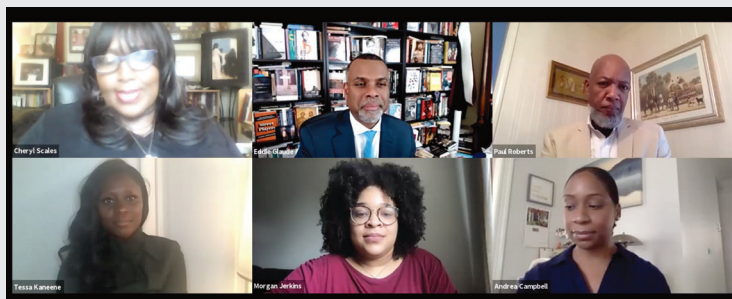 Cheryl Scales
Eddie Glaude
Paul Roberts
Tessa Kaneene
Morgan Jerkins
Andrea Campbell